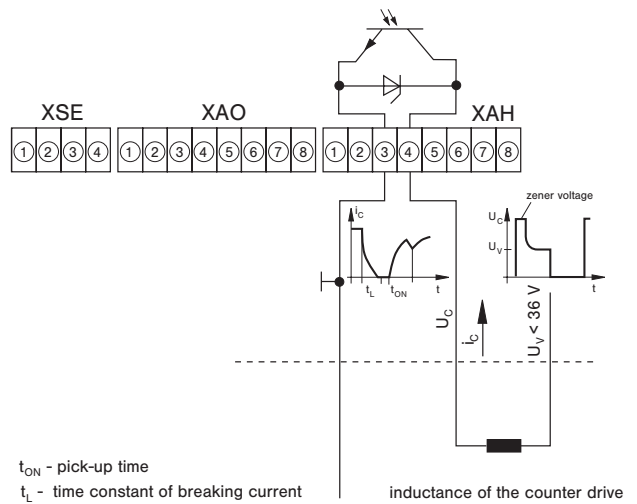 XSE XAO XAH
1 2 3 4 1 2 3 4 5 6 7 8 1 2 3 4 5 6 7 8
zener voltage
i_C
U_C
U_V
t_L t_ON t
t
U_C
i_C
U_V < 36 V
t_ON - pick-up time
t_L - time constant of breaking current
inductance of the counter drive